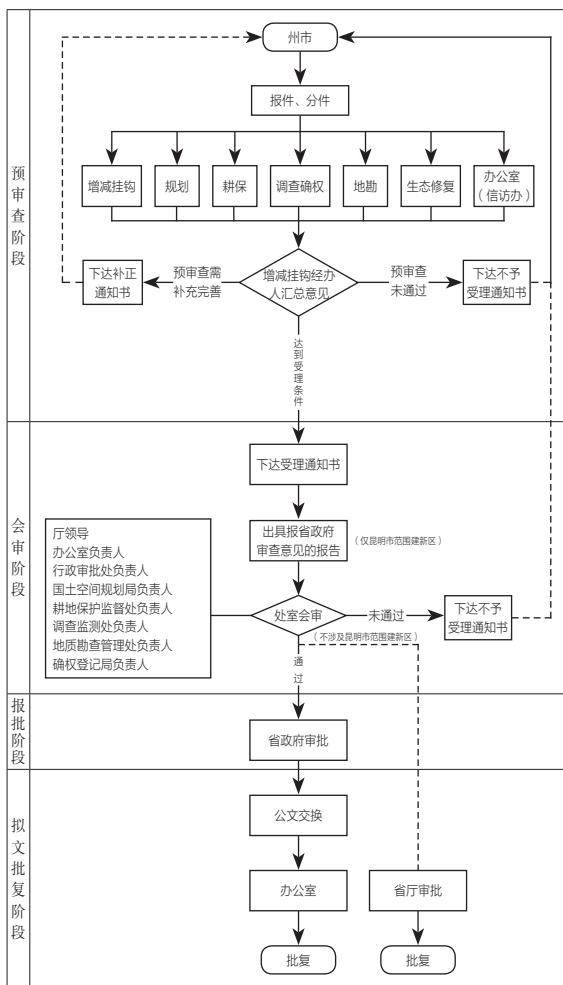 预审查阶段
州市
报件、分件
增减挂钩
规划
耕保
调查确权
地勘
生态修复
办公室
（信访办）
下达补正
通知书
预审查需
补充完善
增减挂钩经办
人汇总意见
预审查
未通过
下达不予
受理通知书
达到受理条件
会审阶段
下达受理通知书
出具报省政府
审查意见的报告
（仅昆明市范围建新区）
厅领导
办公室负责人
行政审批处负责人
国土空间规划局负责人
耕地保护监督处负责人
调查监测处负责人
地质勘查管理处负责人
确权登记局负责人
处室会审
未通过
下达不予
受理通知书
（不涉及昆明市范围建新区）
通过
报批阶段
省政府审批
拟文批复阶段
公文交换
办公室
省厅审批
批复
批复